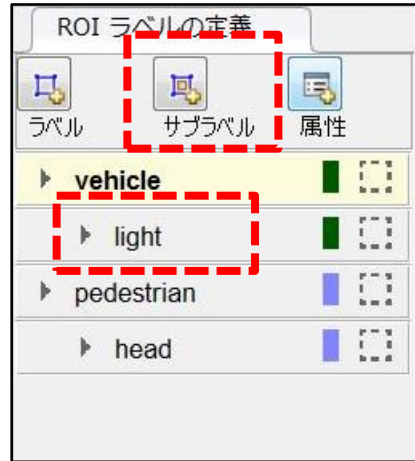 ROI ラベルの定義
ラベル サブラベル 属性
vehicle
light
pedestrian
head